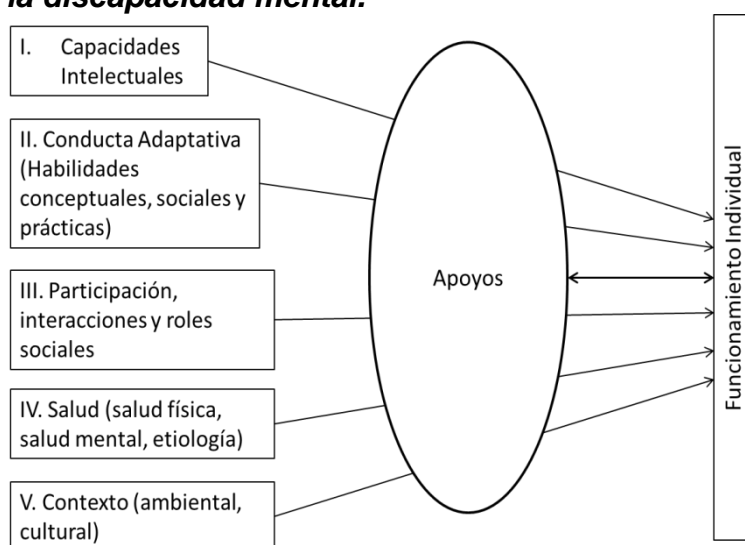 la discapacidad mental.
I. Capacidades
Intelectuales
II. Conducta Adaptativa
(Habilidades
conceptuales, sociales y
prácticas)
III. Participación,
interacciones y roles
sociales
IV. Salud (salud física,
salud mental, etiología)
V. Contexto (ambiental,
cultural)
Apoyos
Funcionamiento Individual